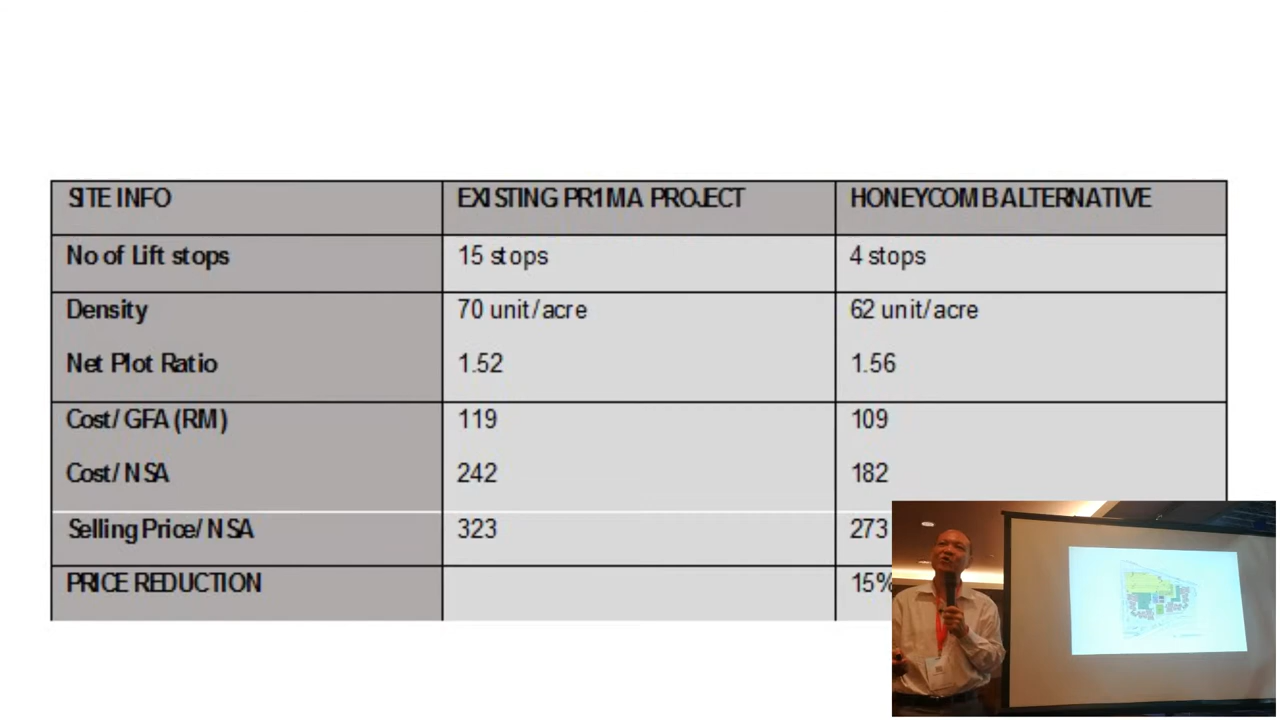 SITE INFO EXISTING PR1MA PROJECT HONEYCOMB ALTERNATIVE
No of Lift stops 15 stops 4 stops
Density 70 unit/acre 62 unit/acre
Net Plot Ratio 1.52 1.56
Cost/ GFA (RM) 119 109
Cost/ NSA 242 182
Selling Price/ NSA 323 273
PRICE REDUCTION 15%